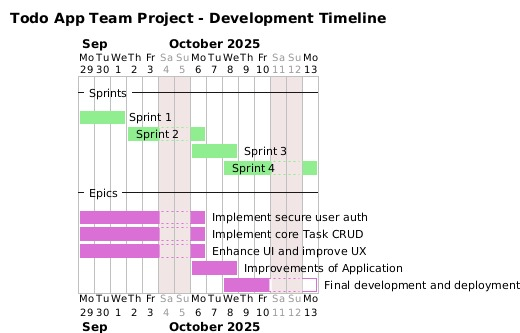 Todo App Team Project - Development Timeline
Sep October 2025
Mo Tu We Th Fr Sa Su Mo Tu We Th Fr Sa Su Mo
29 30 1 2 3 4 5 6 7 8 9 10 11 12 13
Sprints
Sprint 1
Sprint 2
Sprint 3
Sprint 4
Epics
Implement secure user auth
Implement core Task CRUD
Enhance UI and improve UX
Improvements of Application
Final development and deployment
Mo Tu We Th Fr Sa Su Mo Tu We Th Fr Sa Su Mo
29 30 1 2 3 4 5 6 7 8 9 10 11 12 13
Sep October 2025